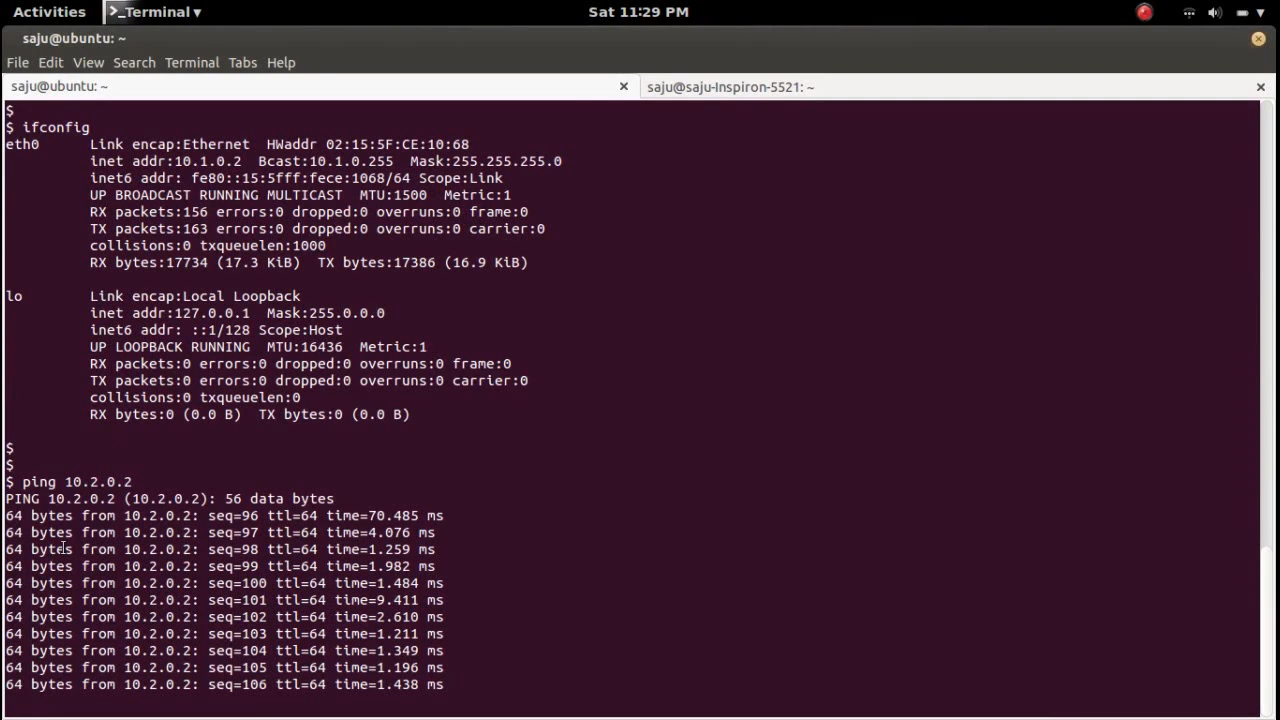 Activities >_Terminal ▾ Sat 11:29 PM
saju@ubuntu: ~
File Edit View Search Terminal Tabs Help
saju@ubuntu: ~ × saju@saju-Inspiron-5521: ~ ×
$
$ ifconfig
eth0      Link encap:Ethernet  HWaddr 02:15:5F:CE:10:68
          inet addr:10.1.0.2  Bcast:10.1.0.255  Mask:255.255.255.0
          inet6 addr: fe80::15:5fff:fece:1068/64 Scope:Link
          UP BROADCAST RUNNING MULTICAST  MTU:1500  Metric:1
          RX packets:156 errors:0 dropped:0 overruns:0 frame:0
          TX packets:163 errors:0 dropped:0 overruns:0 carrier:0
          collisions:0 txqueuelen:1000
          RX bytes:17734 (17.3 KiB)  TX bytes:17386 (16.9 KiB)

lo        Link encap:Local Loopback
          inet addr:127.0.0.1  Mask:255.0.0.0
          inet6 addr: ::1/128 Scope:Host
          UP LOOPBACK RUNNING  MTU:16436  Metric:1
          RX packets:0 errors:0 dropped:0 overruns:0 frame:0
          TX packets:0 errors:0 dropped:0 overruns:0 carrier:0
          collisions:0 txqueuelen:0
          RX bytes:0 (0.0 B)  TX bytes:0 (0.0 B)

$
$
$ ping 10.2.0.2
PING 10.2.0.2 (10.2.0.2): 56 data bytes
64 bytes from 10.2.0.2: seq=96 ttl=64 time=70.485 ms
64 bytes from 10.2.0.2: seq=97 ttl=64 time=4.076 ms
64 bytes from 10.2.0.2: seq=98 ttl=64 time=1.259 ms
64 bytes from 10.2.0.2: seq=99 ttl=64 time=1.982 ms
64 bytes from 10.2.0.2: seq=100 ttl=64 time=1.484 ms
64 bytes from 10.2.0.2: seq=101 ttl=64 time=9.411 ms
64 bytes from 10.2.0.2: seq=102 ttl=64 time=2.610 ms
64 bytes from 10.2.0.2: seq=103 ttl=64 time=1.211 ms
64 bytes from 10.2.0.2: seq=104 ttl=64 time=1.349 ms
64 bytes from 10.2.0.2: seq=105 ttl=64 time=1.196 ms
64 bytes from 10.2.0.2: seq=106 ttl=64 time=1.438 ms